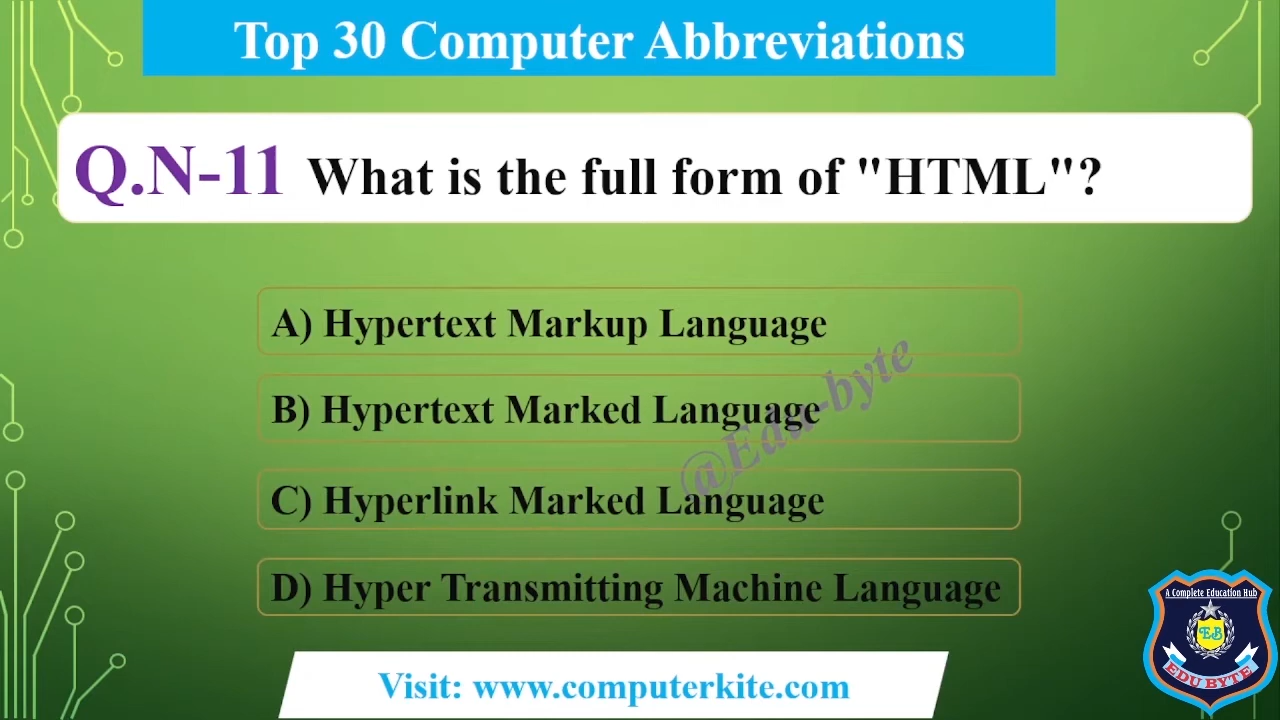 Top 30 Computer Abbreviations
Q.N-11 What is the full form of "HTML"?
A) Hypertext Markup Language
B) Hypertext Marked Language
C) Hyperlink Marked Language
D) Hyper Transmitting Machine Language
@Edu-byte
Visit: www.computerkite.com
A Complete Education Hub
EB
EDU BYTE